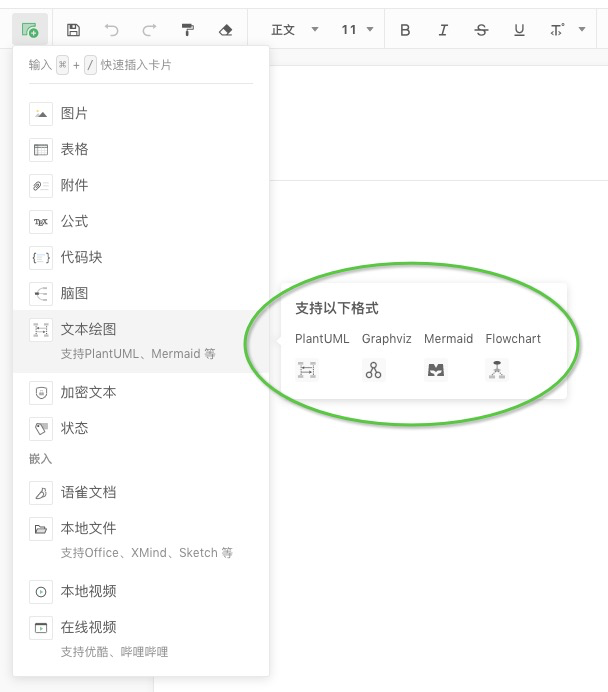 正文 11 B I S U T
输入 ⌘ + / 快速插入卡片
图片
表格
附件
TEX 公式
代码块
脑图
文本绘图
支持PlantUML、Mermaid 等
支持以下格式
PlantUML Graphviz Mermaid Flowchart
加密文本
状态
嵌入
语雀文档
本地文件
支持Office、XMind、Sketch 等
本地视频
在线视频
支持优酷、哔哩哔哩